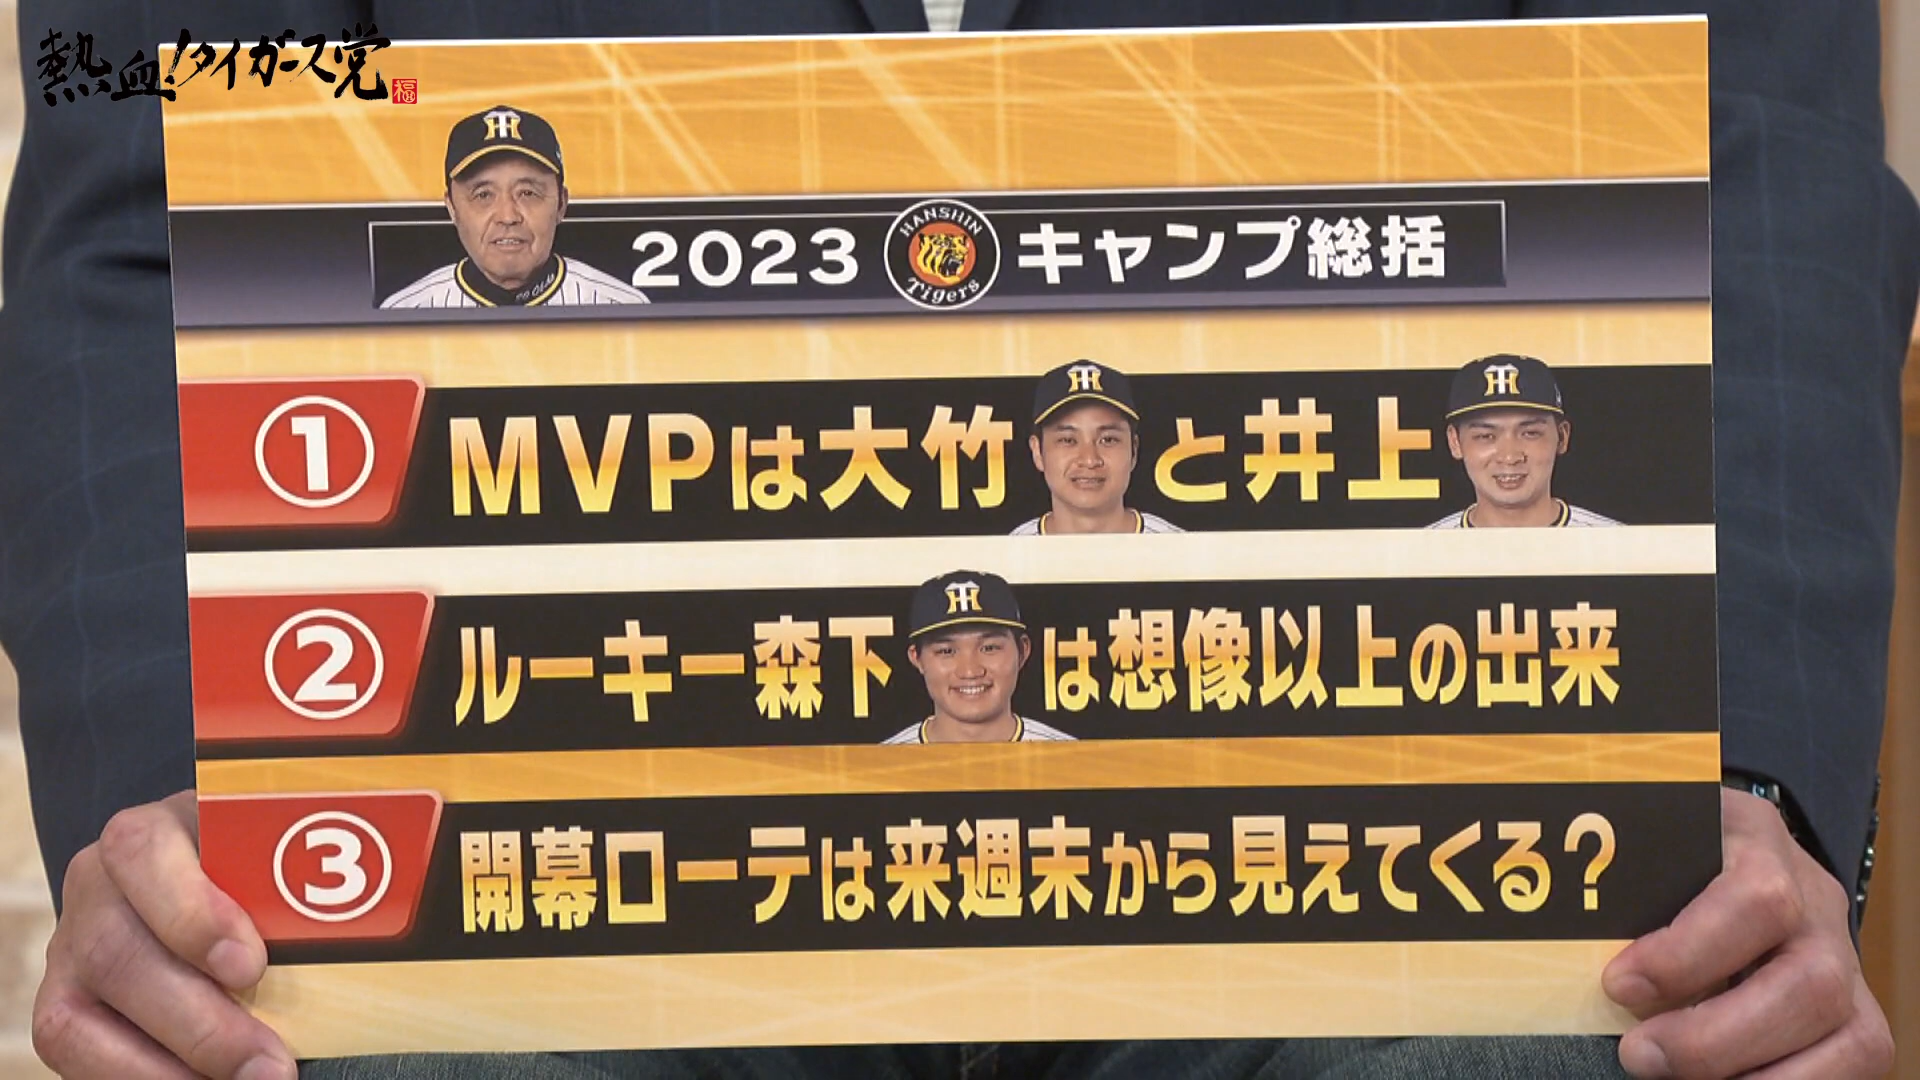 熱血!タイガース党
福
2023 HANSHIN Tigers キャンプ総括
① MVPは大竹と井上
② ルーキー森下は想像以上の出来
③ 開幕ローテは来週末から見えてくる?